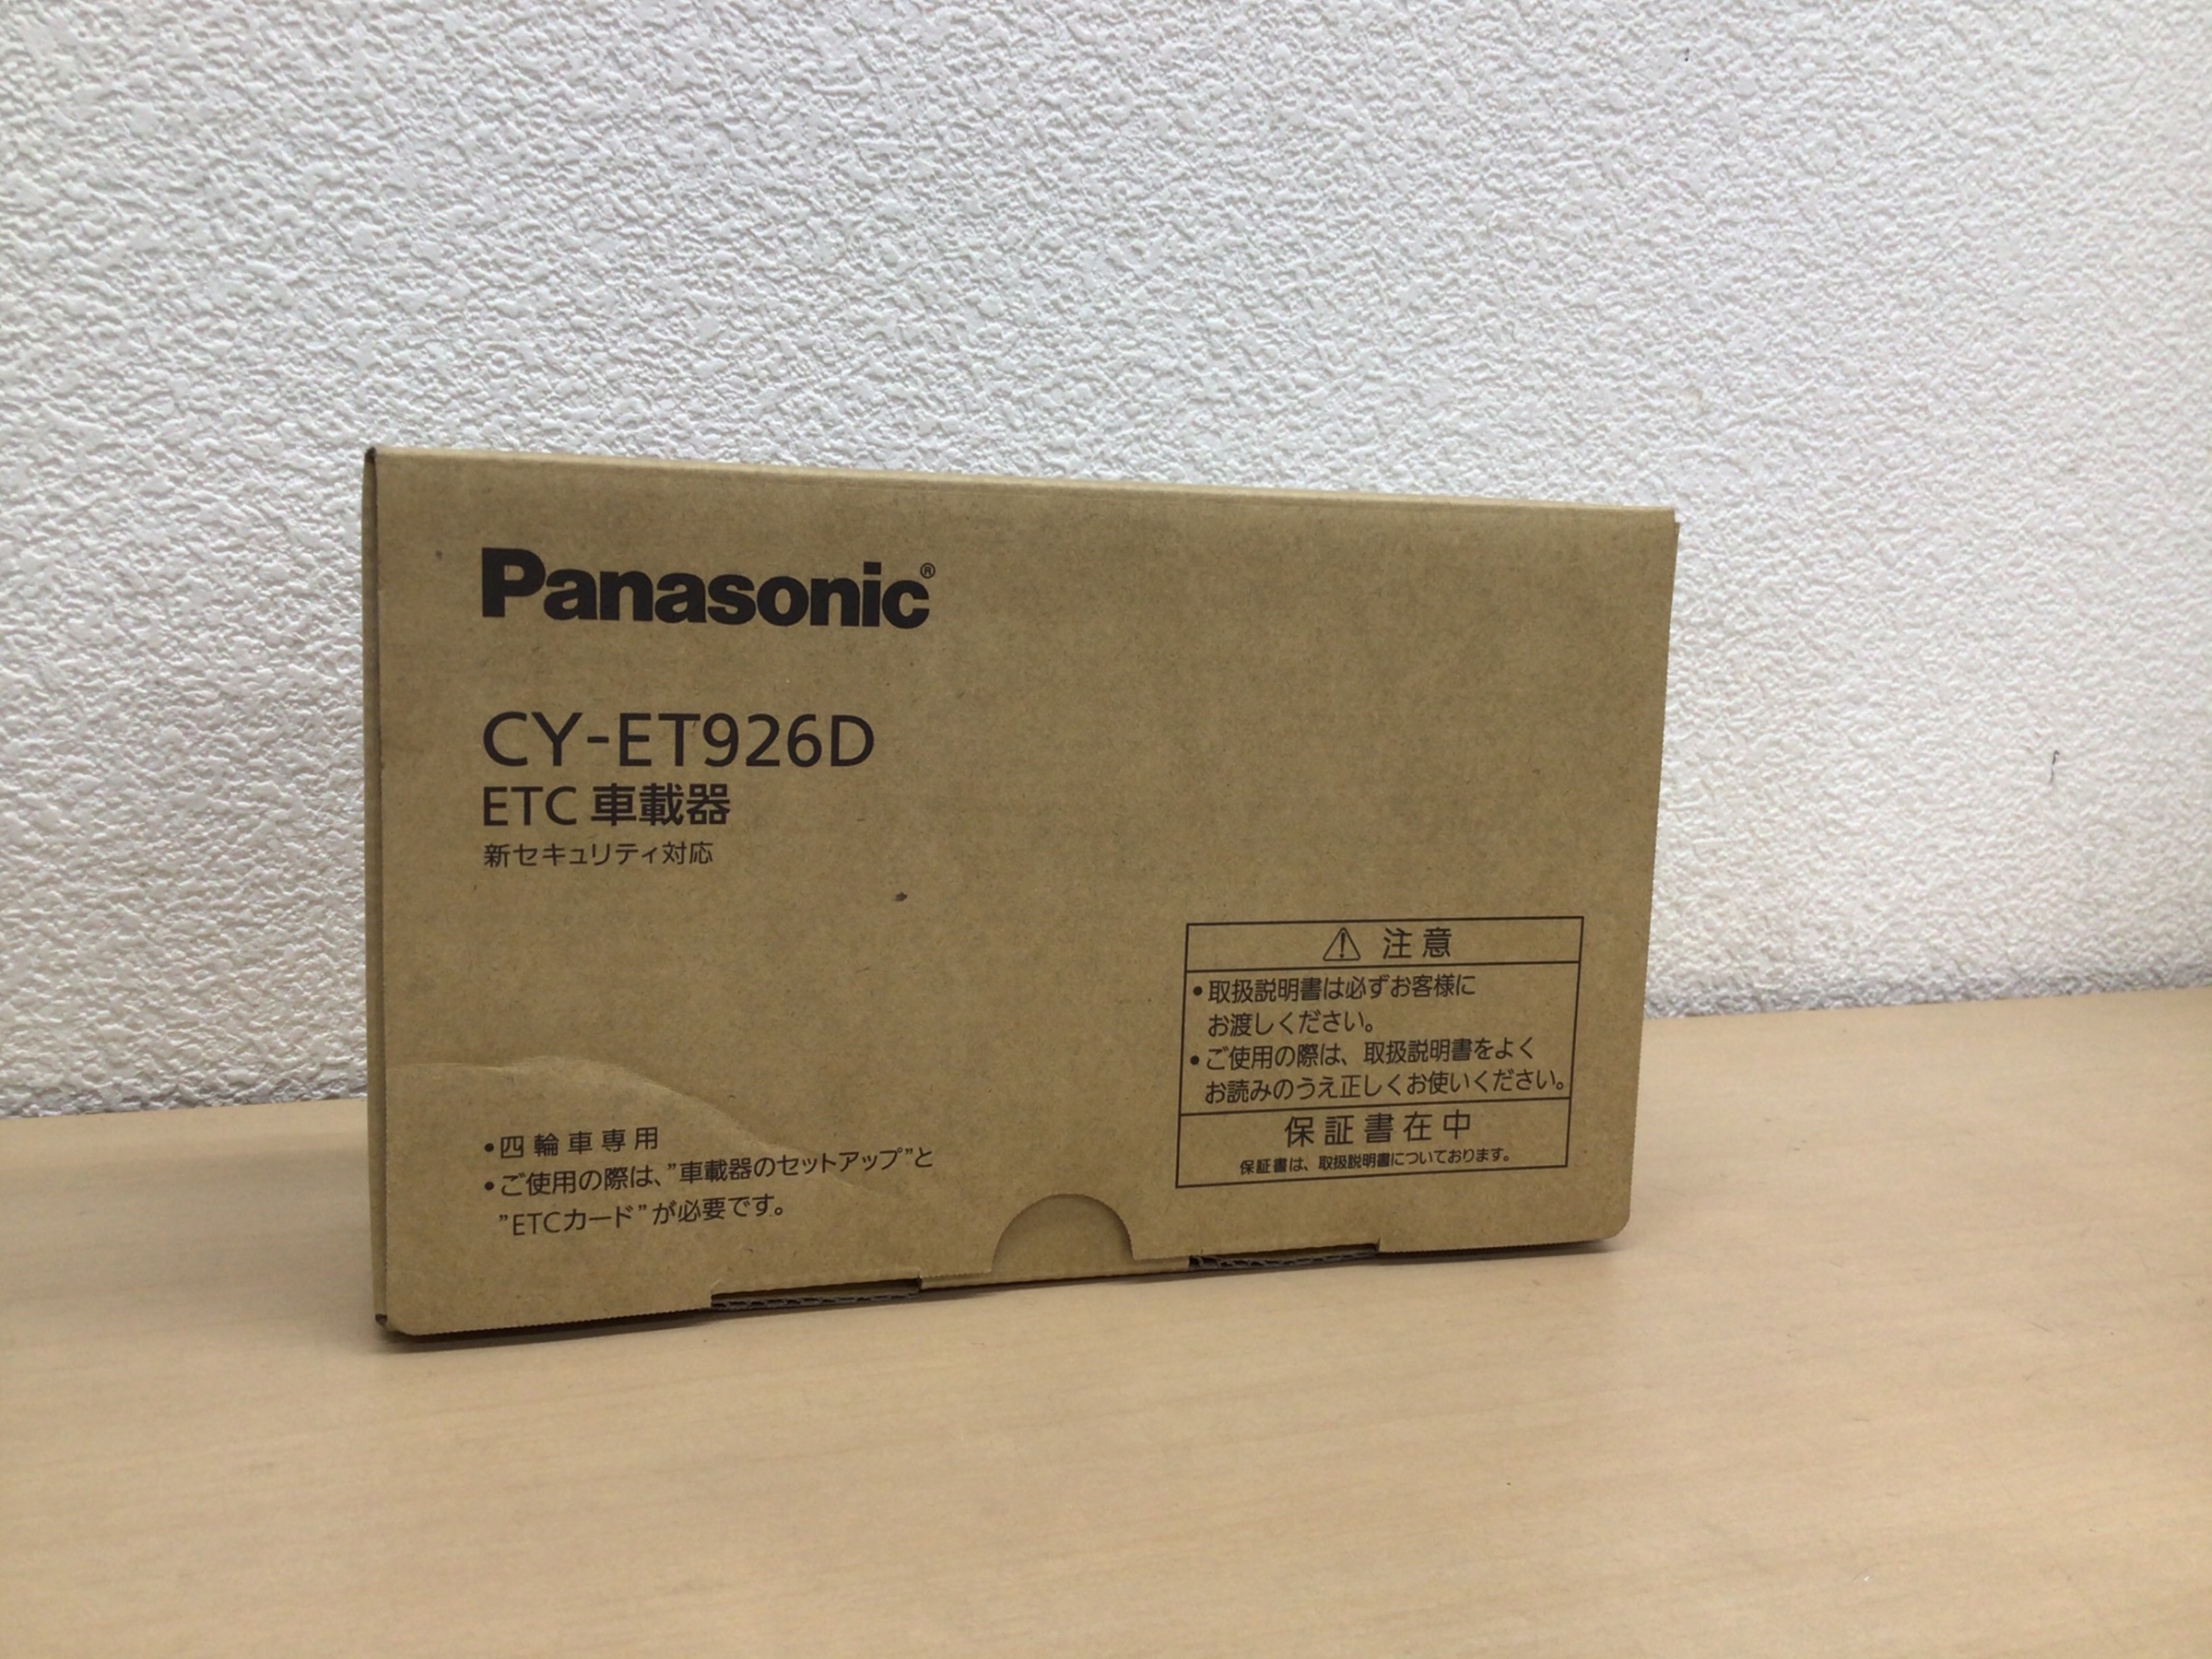 Panasonic®
CY-ET926D
ETC 車載器
新セキュリティ対応
•四輪車専用
•ご使用の際は、”車載器のセットアップ”と
”ETCカード”が必要です。
⚠ 注意
•取扱説明書は必ずお客様に
お渡しください。
•ご使用の際は、取扱説明書をよく
お読みのうえ正しくお使いください。
保証書在中
保証書は、取扱説明書についております。